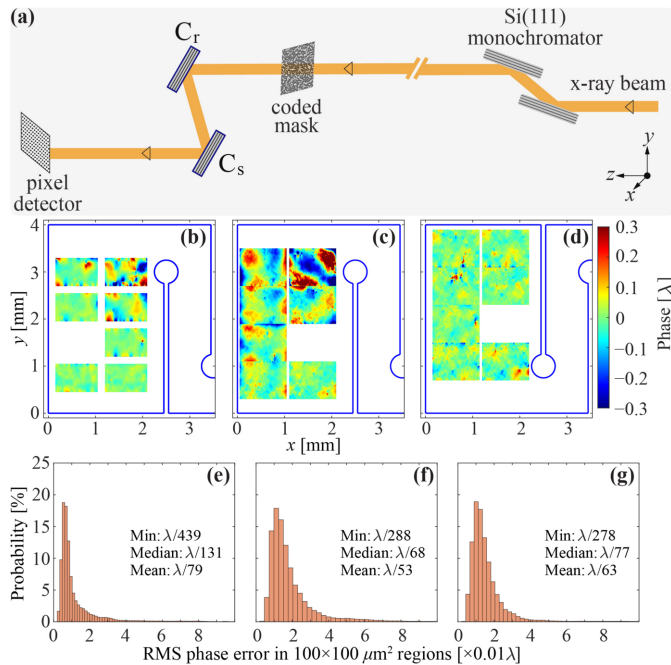 (a)
C_r
Si(111)
monochromator
x-ray beam
coded
mask
C_s
pixel
detector
y
z
x
(b)
(c)
(d)
4
3
2
1
0
y [mm]
0 1 2 3
0 1 2 3
0 1 2 3
x [mm]
0.3
0.2
0.1
0
-0.1
-0.2
-0.3
Phase [λ]
(e)
(f)
(g)
25
20
15
10
5
0
Probability [%]
Min: λ/439
Median: λ/131
Mean: λ/79
Min: λ/288
Median: λ/68
Mean: λ/53
Min: λ/278
Median: λ/77
Mean: λ/63
0 2 4 6 8
0 2 4 6 8
0 2 4 6 8
RMS phase error in 100×100 μm² regions [×0.01λ]